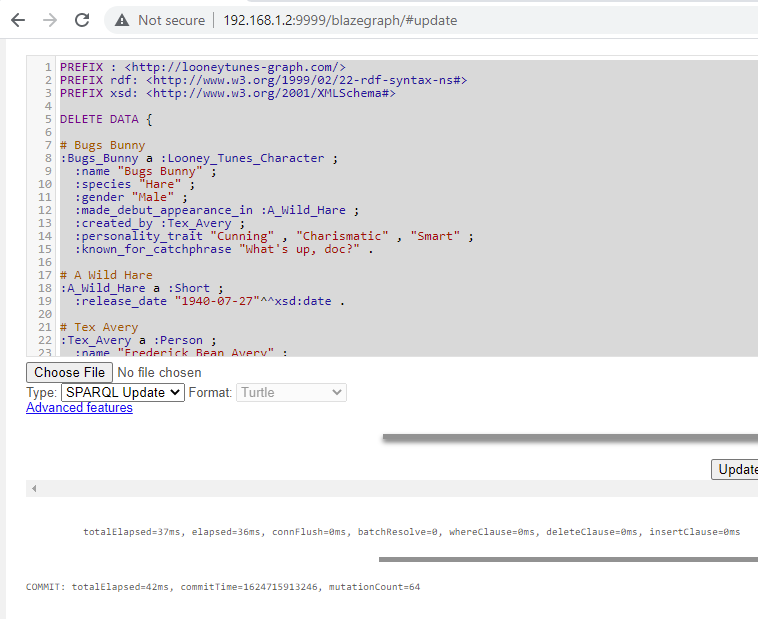 Not secure | 192.168.1.2:9999/blazegraph/#update
1 PREFIX : <http://looneytunes-graph.com/>
2 PREFIX rdf: <http://www.w3.org/1999/02/22-rdf-syntax-ns#>
3 PREFIX xsd: <http://www.w3.org/2001/XMLSchema#>
4
5 DELETE DATA {
6
7 # Bugs Bunny
8 :Bugs_Bunny a :Looney_Tunes_Character ;
9 :name "Bugs Bunny" ;
10 :species "Hare" ;
11 :gender "Male" ;
12 :made_debut_appearance_in :A_Wild_Hare ;
13 :created_by :Tex_Avery ;
14 :personality_trait "Cunning" , "Charismatic" , "Smart" ;
15 :known_for_catchphrase "What's up, doc?" .
16
17 # A Wild Hare
18 :A_Wild_Hare a :Short ;
19 :release_date "1940-07-27"^^xsd:date .
20
21 # Tex Avery
22 :Tex_Avery a :Person ;
23 :name "Frederick Bean Avery" ;
Choose File No file chosen
Type: SPARQL Update Format: Turtle
Advanced features
Update
totalElapsed=37ms, elapsed=36ms, connFlush=0ms, batchResolve=0, whereClause=0ms, deleteClause=0ms, insertClause=0ms
COMMIT: totalElapsed=42ms, commitTime=1624715913246, mutationCount=64